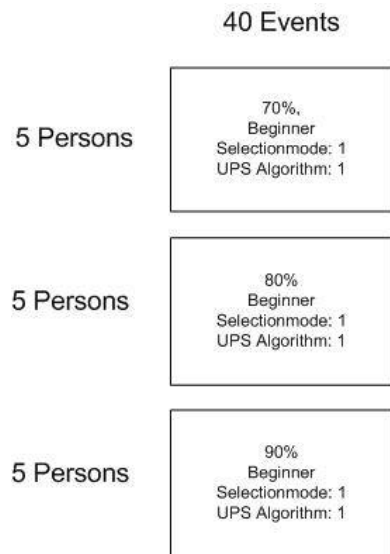 40 Events
5 Persons
70%,
Beginner
Selectionmode: 1
UPS Algorithm: 1
5 Persons
80%
Beginner
Selectionmode: 1
UPS Algorithm: 1
5 Persons
90%
Beginner
Selectionmode: 1
UPS Algorithm: 1